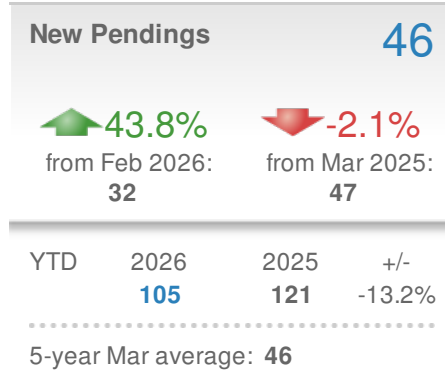 New Pendings 46
43.8% -2.1%
from Feb 2026: from Mar 2025:
32 47
YTD 2026 2025 +/-
105 121 -13.2%
5-year Mar average: 46